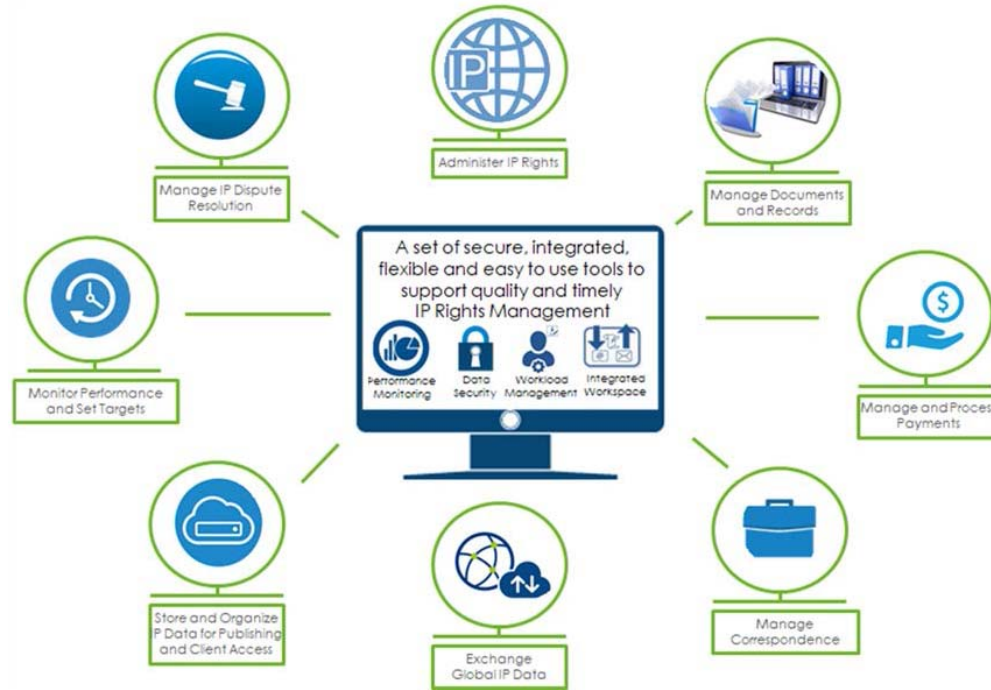 IP
Administer IP Rights
Manage IP Dispute
Resolution
Manage Documents
and Records
A set of secure, integrated,
flexible and easy to use tools to
support quality and timely
IP Rights Management
Performance
Monitoring
Data
Security
Workload
Management
Integrated
Workspace
$
Monitor Performance
and Set Targets
Manage and Process
Payments
Store and Organize
IP Data for Publishing
and Client Access
Exchange
Global IP Data
Manage
Correspondence